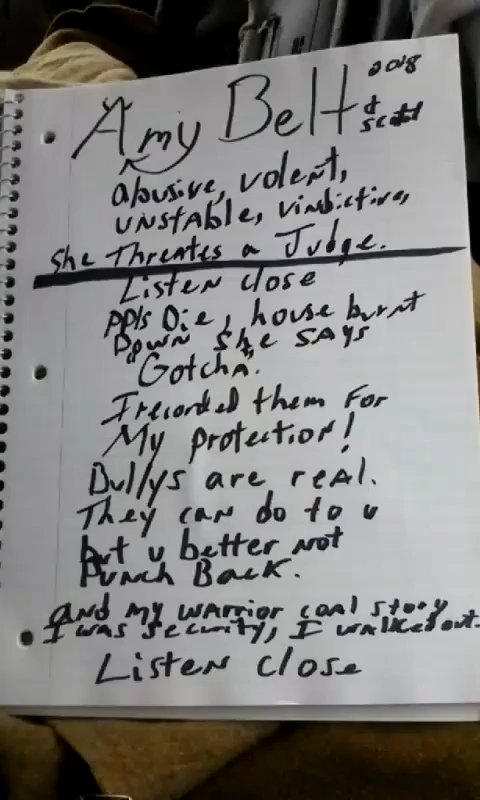 2018
Amy Belt
& scott
abusive, volent,
UNSTAble, vindictive,
She Threates a Judge.
Listen close
ppls Die, house burnt
Down she SAYS
"Gotcha".
I recorded them For
My protection!
Bullys are reAl.
They can do to u
but u better Not
Punch Back.
and my warrior coal story
I was security, I walked out.
Listen close